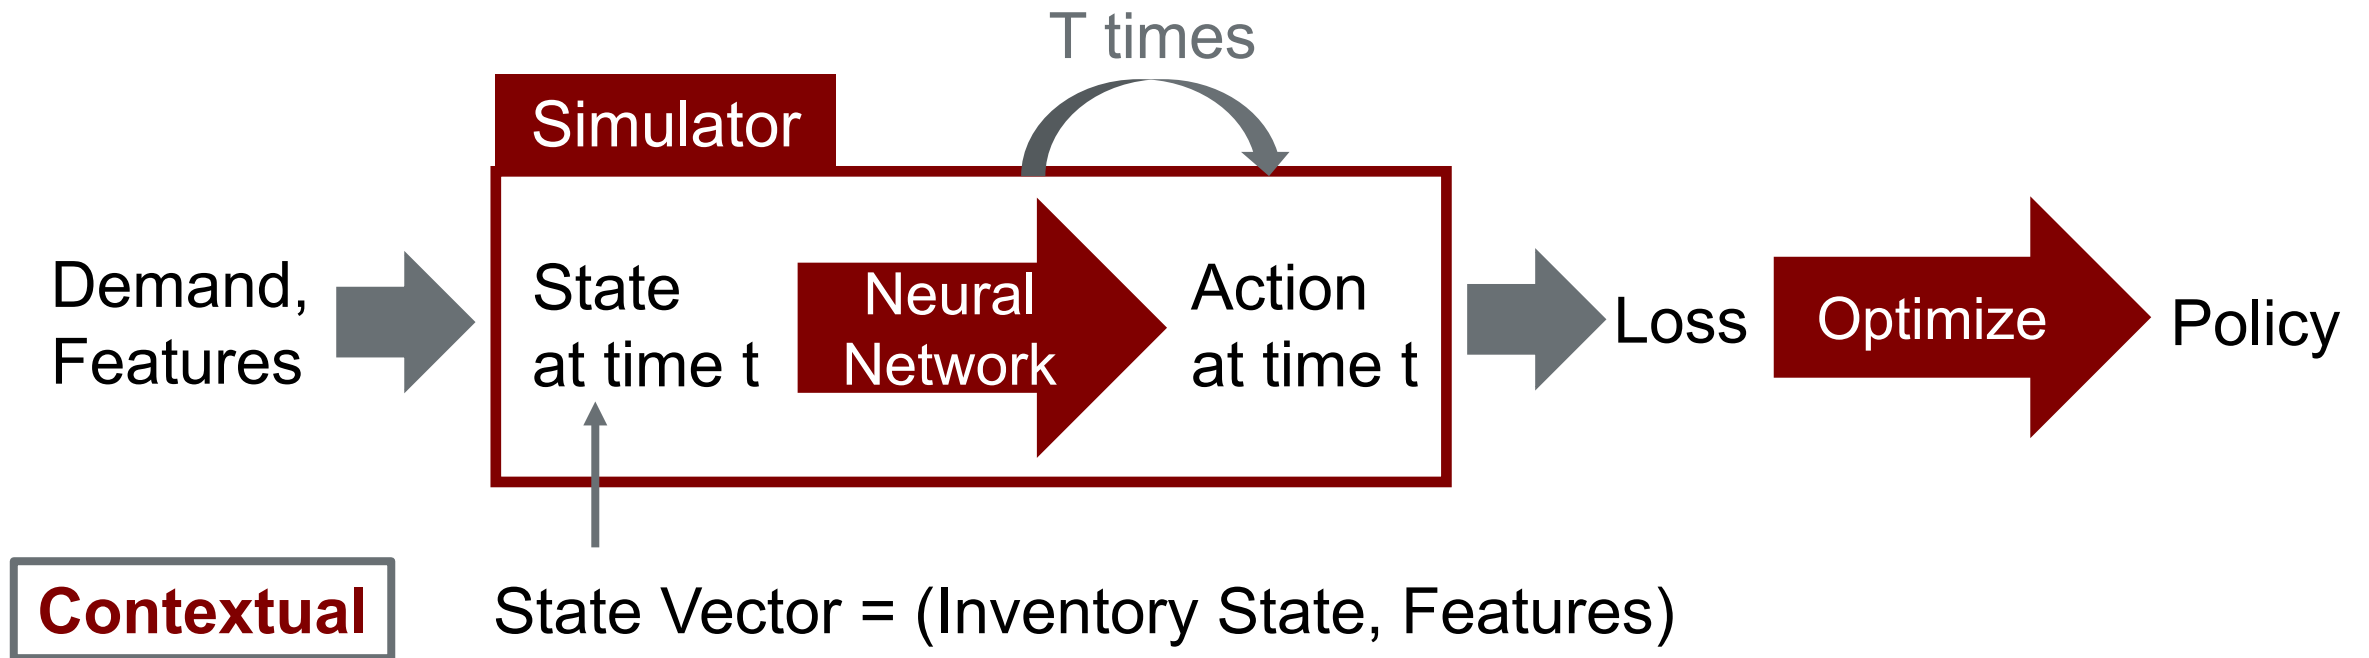 T times
Simulator
Demand,
Features
State
at time t
Neural
Network
Action
at time t
Loss
Optimize
Policy
Contextual
State Vector = (Inventory State, Features)